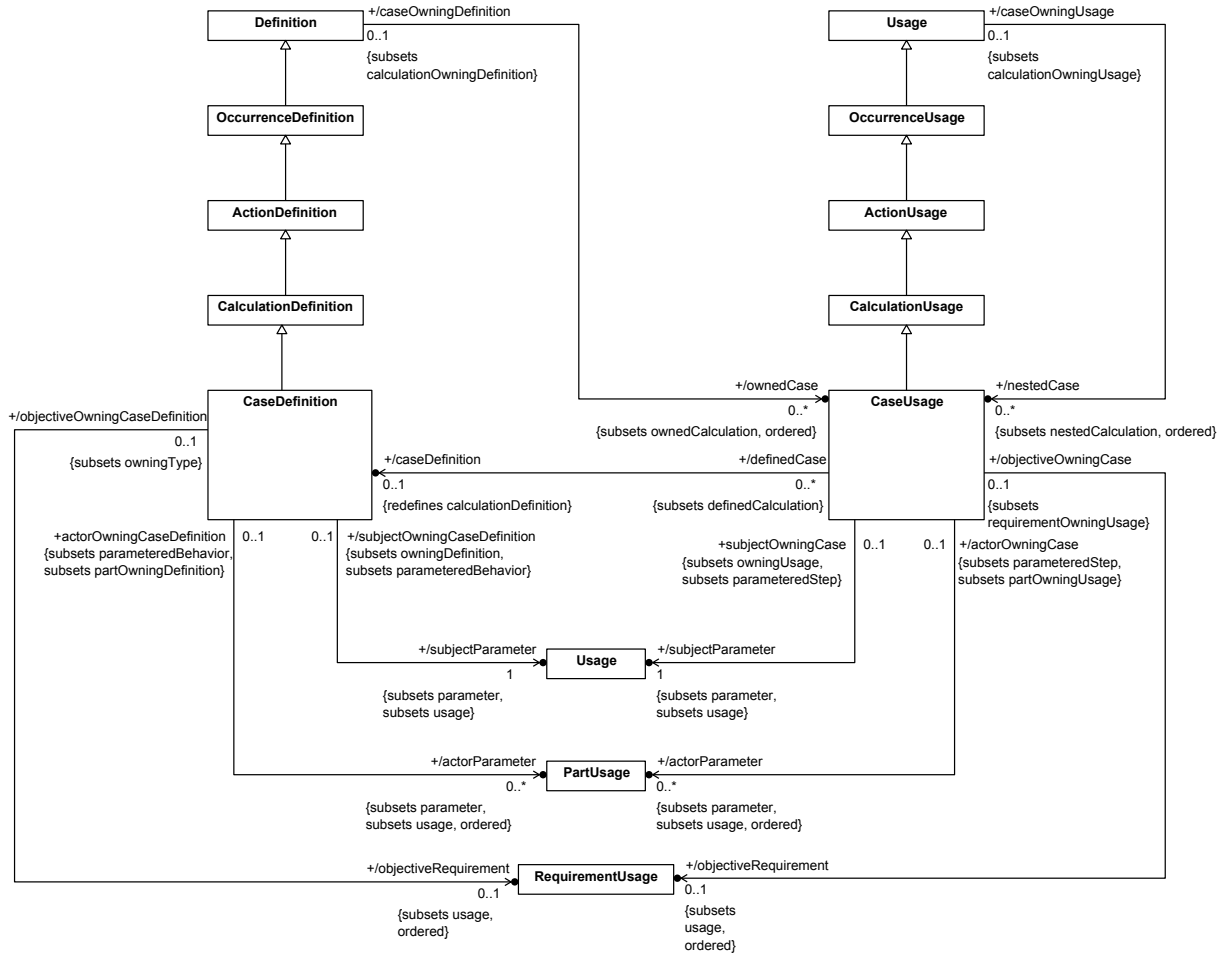 +/caseOwningDefinition
Definition
0..1
{subsets
calculationOwningDefinition}
+/caseOwningUsage
Usage
0..1
{subsets
calculationOwningUsage}
OccurrenceDefinition
OccurrenceUsage
ActionDefinition
ActionUsage
CalculationDefinition
CalculationUsage
CaseDefinition
+/ownedCase
0..*
{subsets ownedCalculation, ordered}
CaseUsage
+/nestedCase
0..*
{subsets nestedCalculation, ordered}
+/objectiveOwningCaseDefinition
0..1
{subsets owningType}
+/caseDefinition
0..1
{redefines calculationDefinition}
+/definedCase
0..*
{subsets definedCalculation}
+/objectiveOwningCase
0..1
{subsets
requirementOwningUsage}
+actorOwningCaseDefinition
0..1
{subsets parameteredBehavior,
subsets partOwningDefinition}
0..1
+/subjectOwningCaseDefinition
{subsets owningDefinition,
subsets parameteredBehavior}
+subjectOwningCase
0..1
{subsets owningUsage,
subsets parameteredStep}
0..1
+/actorOwningCase
{subsets parameteredStep,
subsets partOwningUsage}
+/subjectParameter
1
{subsets parameter,
subsets usage}
Usage
+/subjectParameter
1
{subsets parameter,
subsets usage}
+/actorParameter
0..*
{subsets parameter,
subsets usage, ordered}
PartUsage
+/actorParameter
0..*
{subsets parameter,
subsets usage, ordered}
+/objectiveRequirement
0..1
{subsets usage,
ordered}
RequirementUsage
+/objectiveRequirement
0..1
{subsets
usage,
ordered}